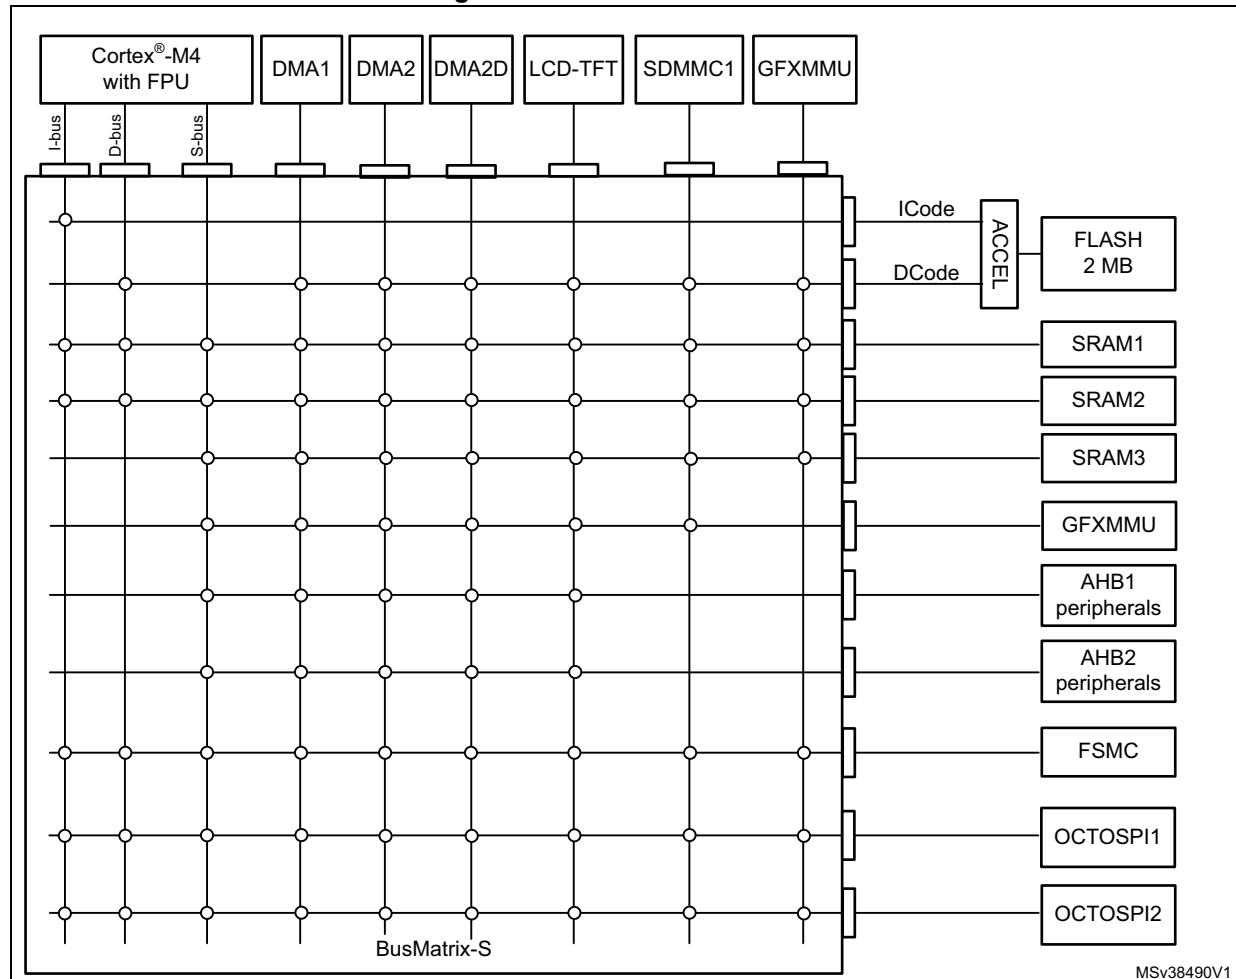 Cortex®-M4
with FPU
DMA1
DMA2
DMA2D
LCD-TFT
SDMMC1
GFXMMU
I-bus
D-bus
S-bus
ICode
DCode
ACCEL
FLASH
2 MB
SRAM1
SRAM2
SRAM3
GFXMMU
AHB1
peripherals
AHB2
peripherals
FSMC
OCTOSPI1
OCTOSPI2
BusMatrix-S
MSv38490V1